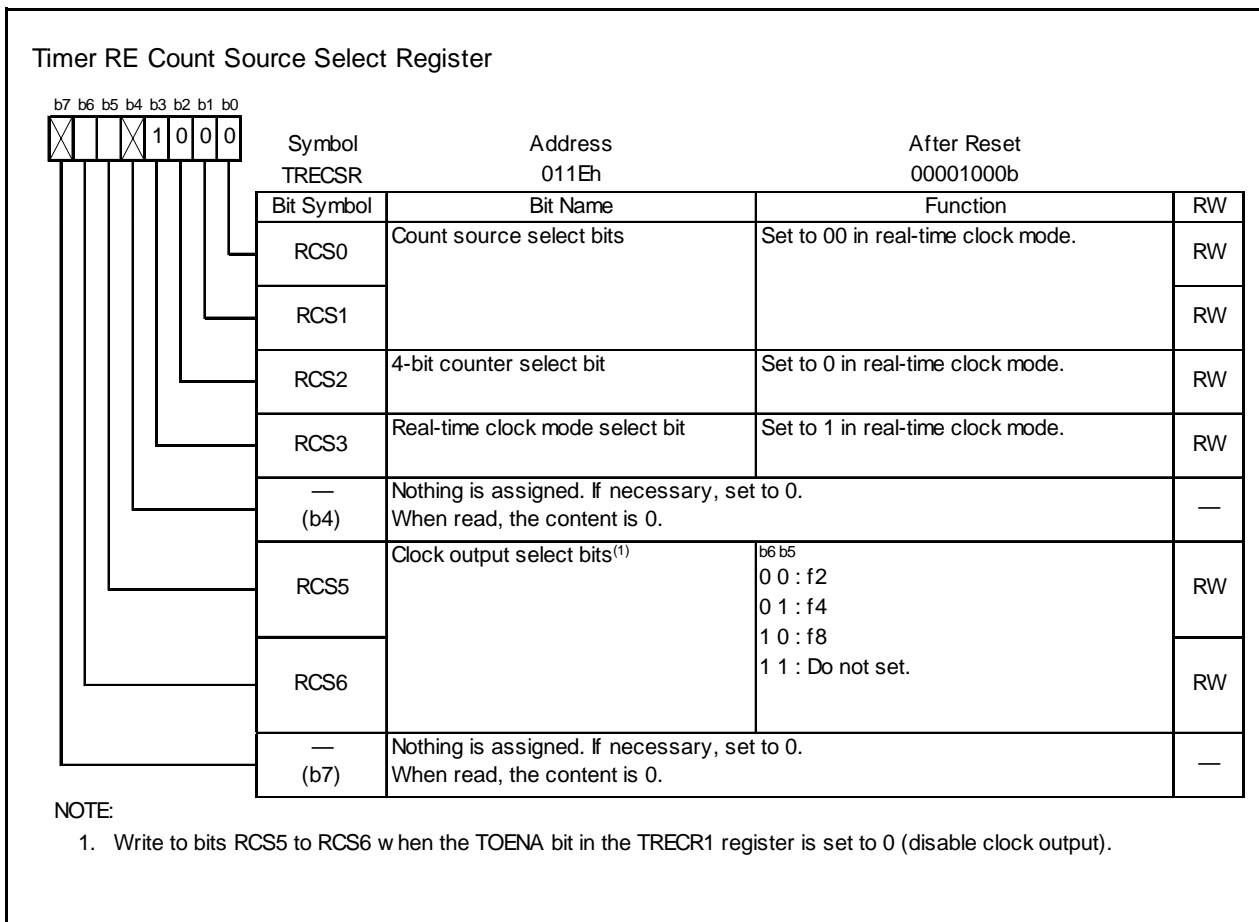 Timer RE Count Source Select Register
b7 b6 b5 b4 b3 b2 b1 b0
1 0 0 0
Symbol Address After Reset
TRECSR 011Eh 00001000b
Bit Symbol Bit Name Function RW
RCS0 Count source select bits Set to 00 in real-time clock mode. RW
RCS1 RW
RCS2 4-bit counter select bit Set to 0 in real-time clock mode. RW
RCS3 Real-time clock mode select bit Set to 1 in real-time clock mode. RW
— Nothing is assigned. If necessary, set to 0. —
(b4) When read, the content is 0.
RCS5 Clock output select bits(1) b6 b5 RW
0 0 : f2
0 1 : f4
1 0 : f8
RCS6 1 1 : Do not set. RW
— Nothing is assigned. If necessary, set to 0. —
(b7) When read, the content is 0.
NOTE:
1. Write to bits RCS5 to RCS6 w hen the TOENA bit in the TRECR1 register is set to 0 (disable clock output).